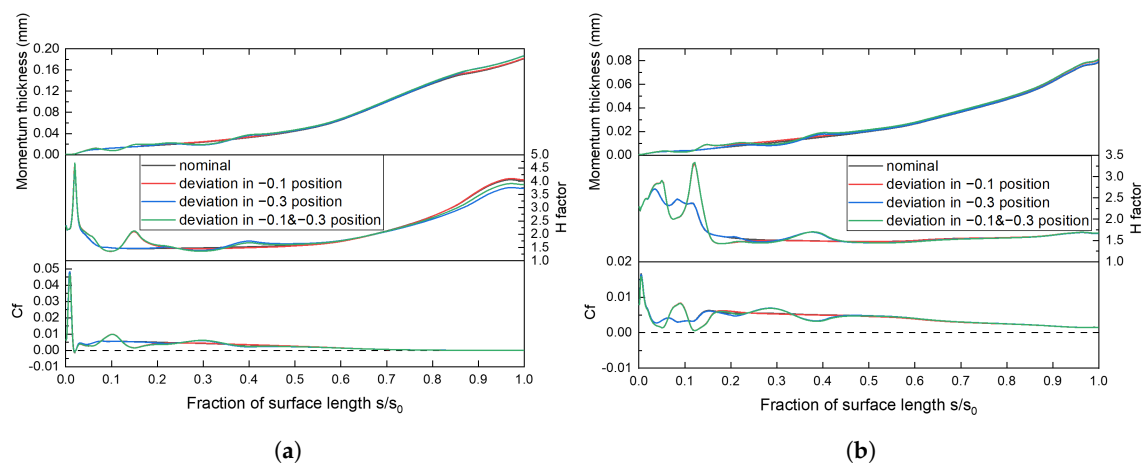 Momentum thickness (mm)
0.20
0.16
0.12
0.08
0.04
0.00
nominal
deviation in −0.1 position
deviation in −0.3 position
deviation in −0.1&−0.3 position
5.0
4.5
4.0
3.5
3.0
2.5
2.0
1.5
1.0
H factor
Cf
0.05
0.04
0.03
0.02
0.01
0.00
-0.01
0.0 0.1 0.2 0.3 0.4 0.5 0.6 0.7 0.8 0.9 1.0
Fraction of surface length s/s₀
(a)
Momentum thickness (mm)
0.08
0.06
0.04
0.02
0.00
nominal
deviation in −0.1 position
deviation in −0.3 position
deviation in −0.1&−0.3 position
3.5
3.0
2.5
2.0
1.5
1.0
H factor
Cf
0.02
0.01
0.00
-0.01
0.0 0.1 0.2 0.3 0.4 0.5 0.6 0.7 0.8 0.9 1.0
Fraction of surface length s/s₀
(b)